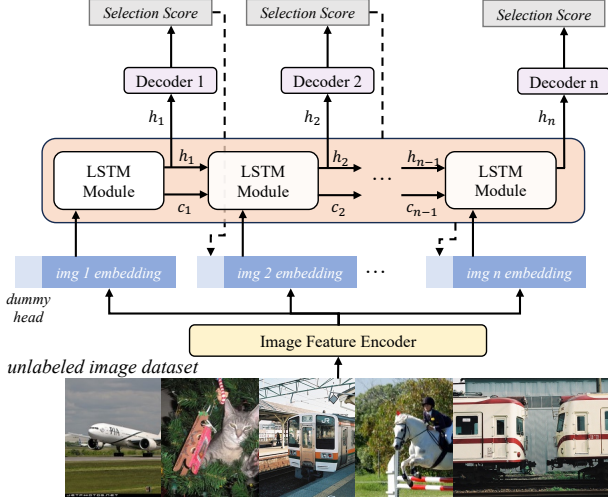 Selection Score
Selection Score
Selection Score
Decoder 1
Decoder 2
Decoder n
h₁
h₂
hₙ
LSTM
Module
h₁
c₁
LSTM
Module
h₂
c₂
...
hₙ₋₁
cₙ₋₁
LSTM
Module
img 1 embedding
img 2 embedding
...
img n embedding
dummy
head
Image Feature Encoder
unlabeled image dataset
PIA